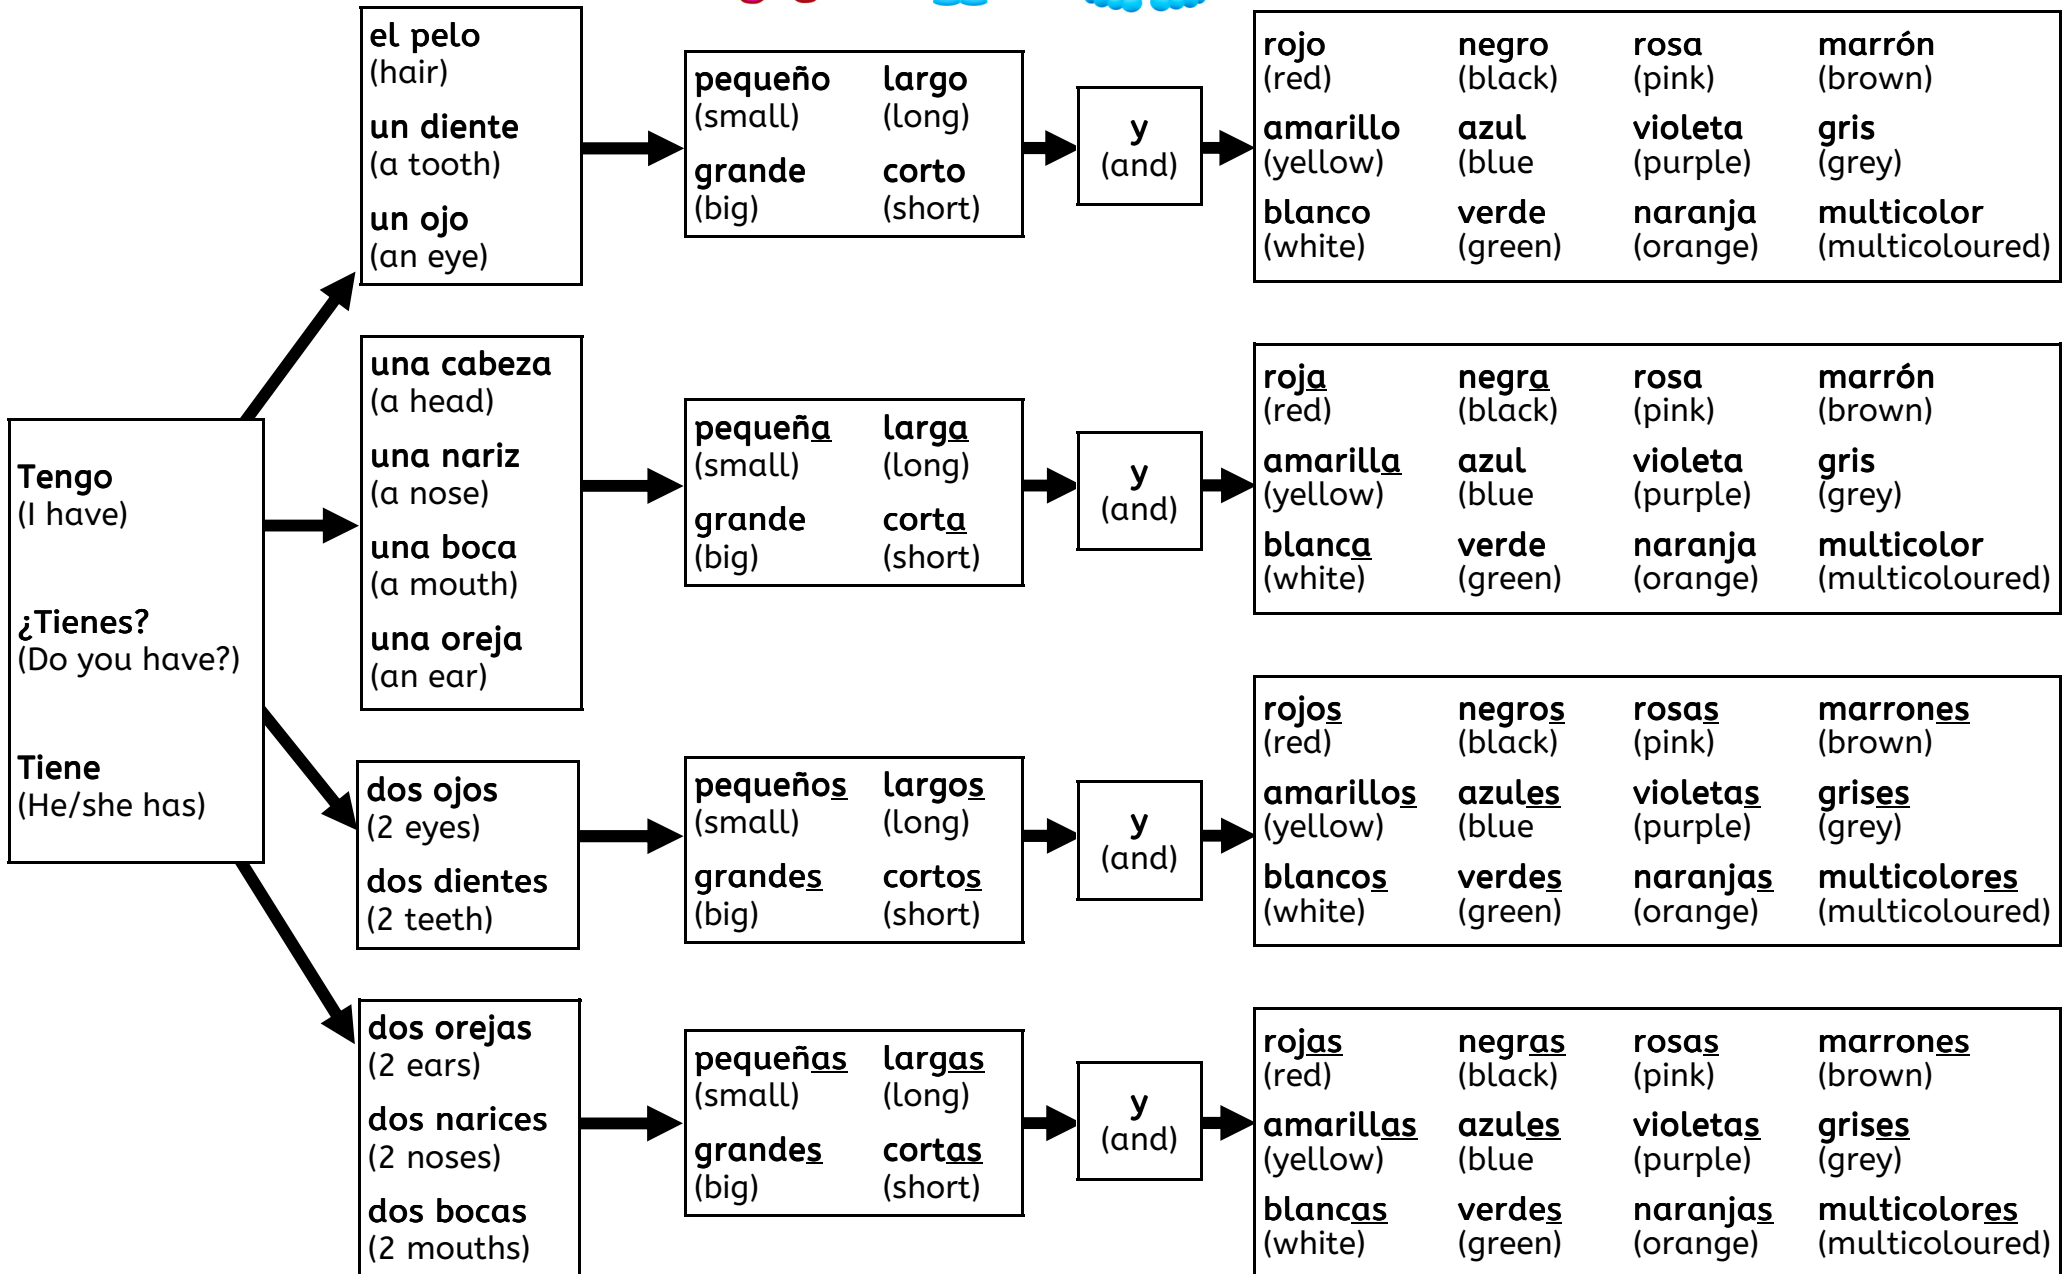 Tengo
(I have)
¿Tienes?
(Do you have?)
Tiene
(He/she has)
el pelo
(hair)
un diente
(a tooth)
un ojo
(an eye)
pequeño largo
(small) (long)
grande corto
(big) (short)
y
(and)
rojo negro rosa marrón
(red) (black) (pink) (brown)
amarillo azul violeta gris
(yellow) (blue (purple) (grey)
blanco verde naranja multicolor
(white) (green) (orange) (multicoloured)
una cabeza
(a head)
una nariz
(a nose)
una boca
(a mouth)
una oreja
(an ear)
pequeña larga
(small) (long)
grande corta
(big) (short)
y
(and)
roja negra rosa marrón
(red) (black) (pink) (brown)
amarilla azul violeta gris
(yellow) (blue (purple) (grey)
blanca verde naranja multicolor
(white) (green) (orange) (multicoloured)
dos ojos
(2 eyes)
dos dientes
(2 teeth)
pequeños largos
(small) (long)
grandes cortos
(big) (short)
y
(and)
rojos negros rosas marrones
(red) (black) (pink) (brown)
amarillos azules violetas grises
(yellow) (blue (purple) (grey)
blancos verdes naranjas multicolores
(white) (green) (orange) (multicoloured)
dos orejas
(2 ears)
dos narices
(2 noses)
dos bocas
(2 mouths)
pequeñas largas
(small) (long)
grandes cortas
(big) (short)
y
(and)
rojas negras rosas marrones
(red) (black) (pink) (brown)
amarillas azules violetas grises
(yellow) (blue (purple) (grey)
blancas verdes naranjas multicolores
(white) (green) (orange) (multicoloured)